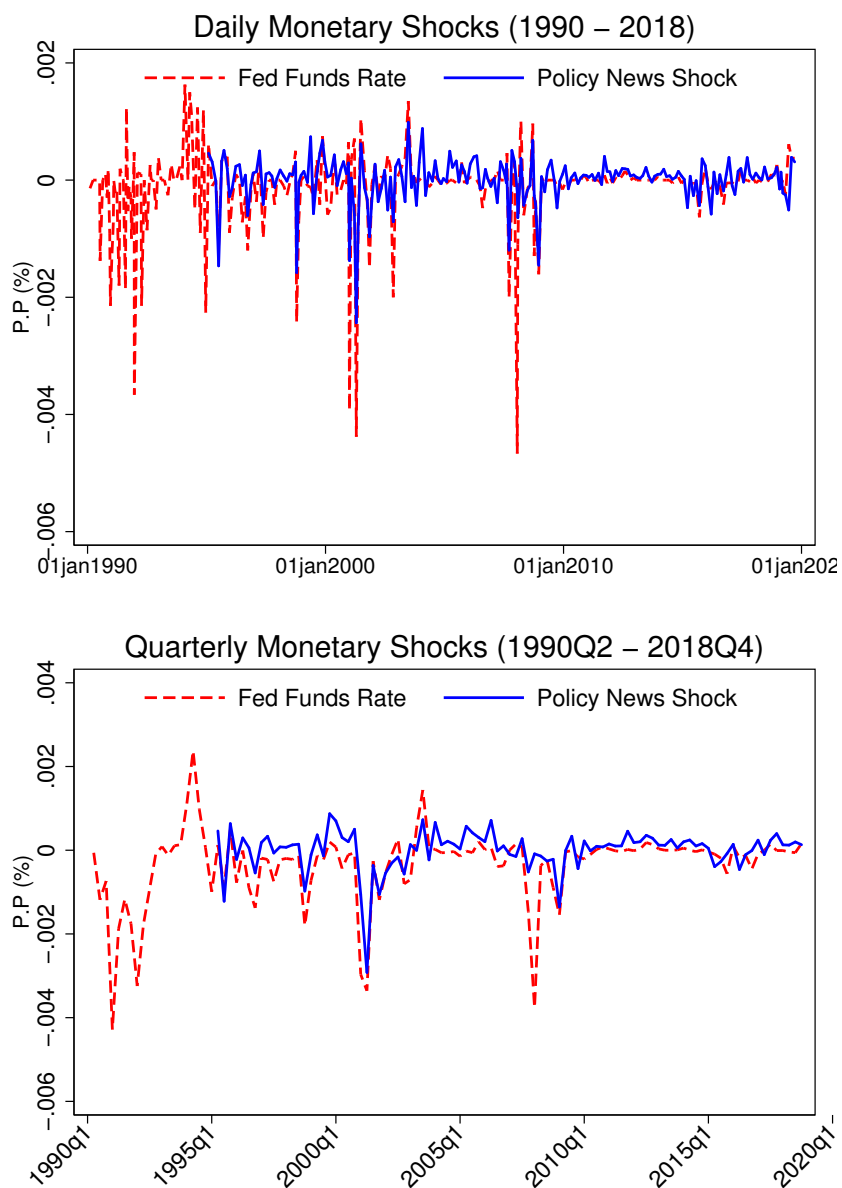 Daily Monetary Shocks (1990 − 2018)
Fed Funds Rate
Policy News Shock
.002
0
−.002
−.004
−.006
P.P (%)
01jan1990
01jan2000
01jan2010
01jan202
Quarterly Monetary Shocks (1990Q2 − 2018Q4)
Fed Funds Rate
Policy News Shock
.004
.002
0
−.002
−.004
−.006
P.P (%)
1990q1
1995q1
2000q1
2005q1
2010q1
2015q1
2020q1